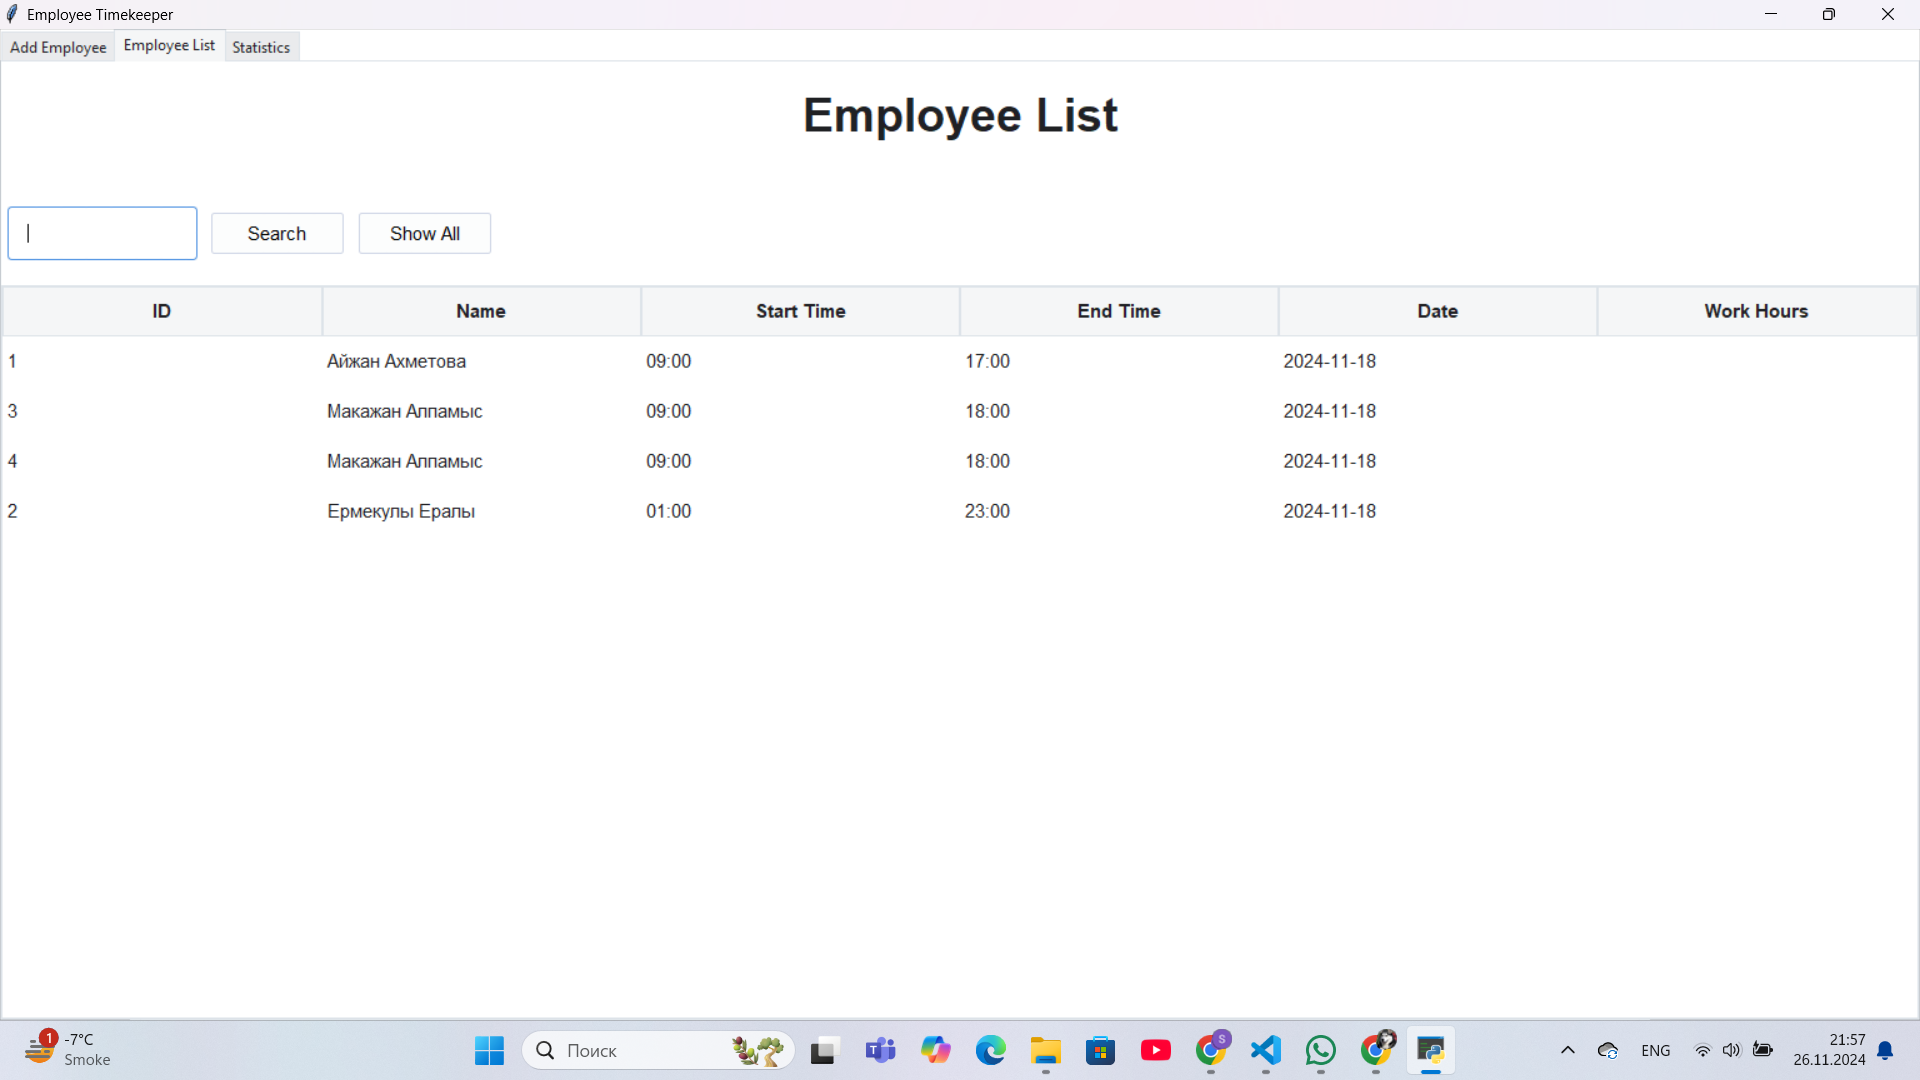 Employee Timekeeper
Add Employee Employee List Statistics
Employee List
Search Show All
ID Name Start Time End Time Date Work Hours
1 Айжан Ахметова 09:00 17:00 2024-11-18
3 Макажан Алпамыс 09:00 18:00 2024-11-18
4 Макажан Алпамыс 09:00 18:00 2024-11-18
2 Ермекулы Ералы 01:00 23:00 2024-11-18
1 -7°C
Smoke
Поиск
S
ENG
21:57
26.11.2024